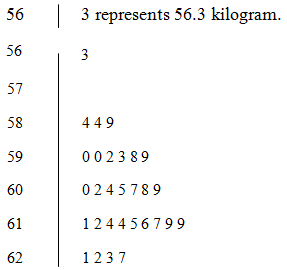 56 | 3 represents 56.3 kilogram.
56 | 3
57 |
58 | 4 4 9
59 | 0 0 2 3 8 9
60 | 0 2 4 5 7 8 9
61 | 1 2 4 4 5 6 7 9 9
62 | 1 2 3 7